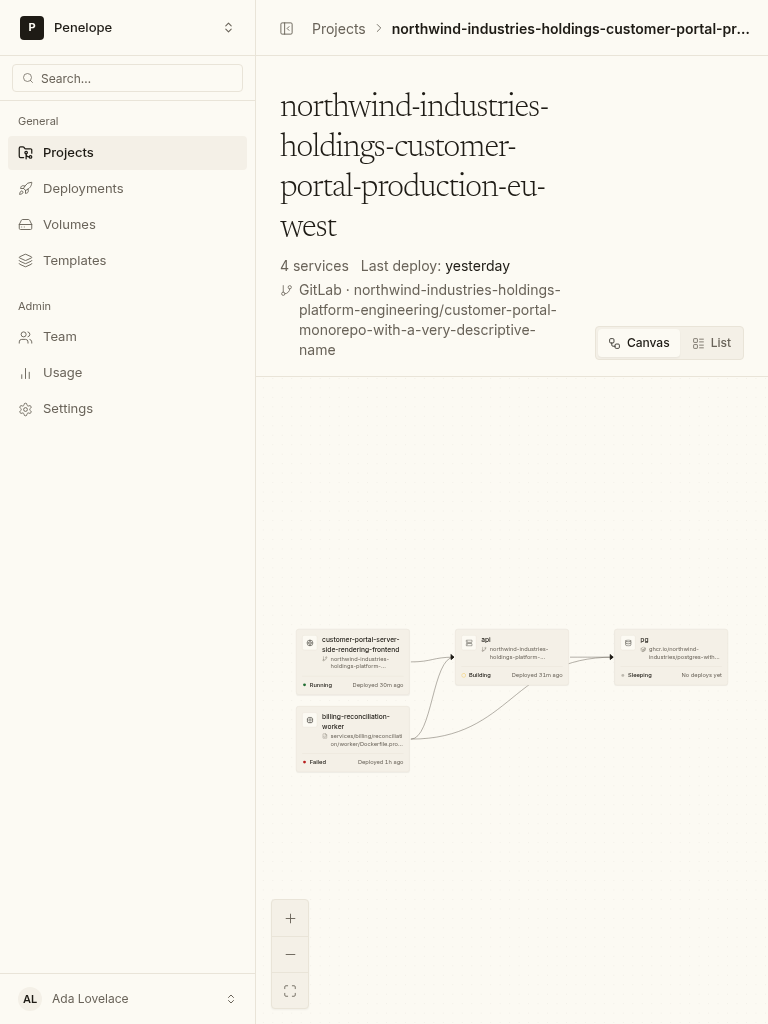 P Penelope
Search...
General
Projects
Deployments
Volumes
Templates
Admin
Team
Usage
Settings
AL Ada Lovelace
Projects > northwind-industries-holdings-customer-portal-pr...
northwind-industries-
holdings-customer-
portal-production-eu-
west
4 services Last deploy: yesterday
GitLab · northwind-industries-holdings-
platform-engineering/customer-portal-
monorepo-with-a-very-descriptive-
name
Canvas List
customer-portal-server-
side-rendering-frontend
northwind-industries-
holdings-platform-...
Running Deployed 30m ago
billing-reconciliation-
worker
services/billing/reconciliati
on/worker/Dockerfile.pro...
Failed Deployed 1h ago
api
northwind-industries-
holdings-platform-...
Building Deployed 31m ago
pg
ghcr.io/northwind-
industries/postgres-with...
Sleeping No deploys yet